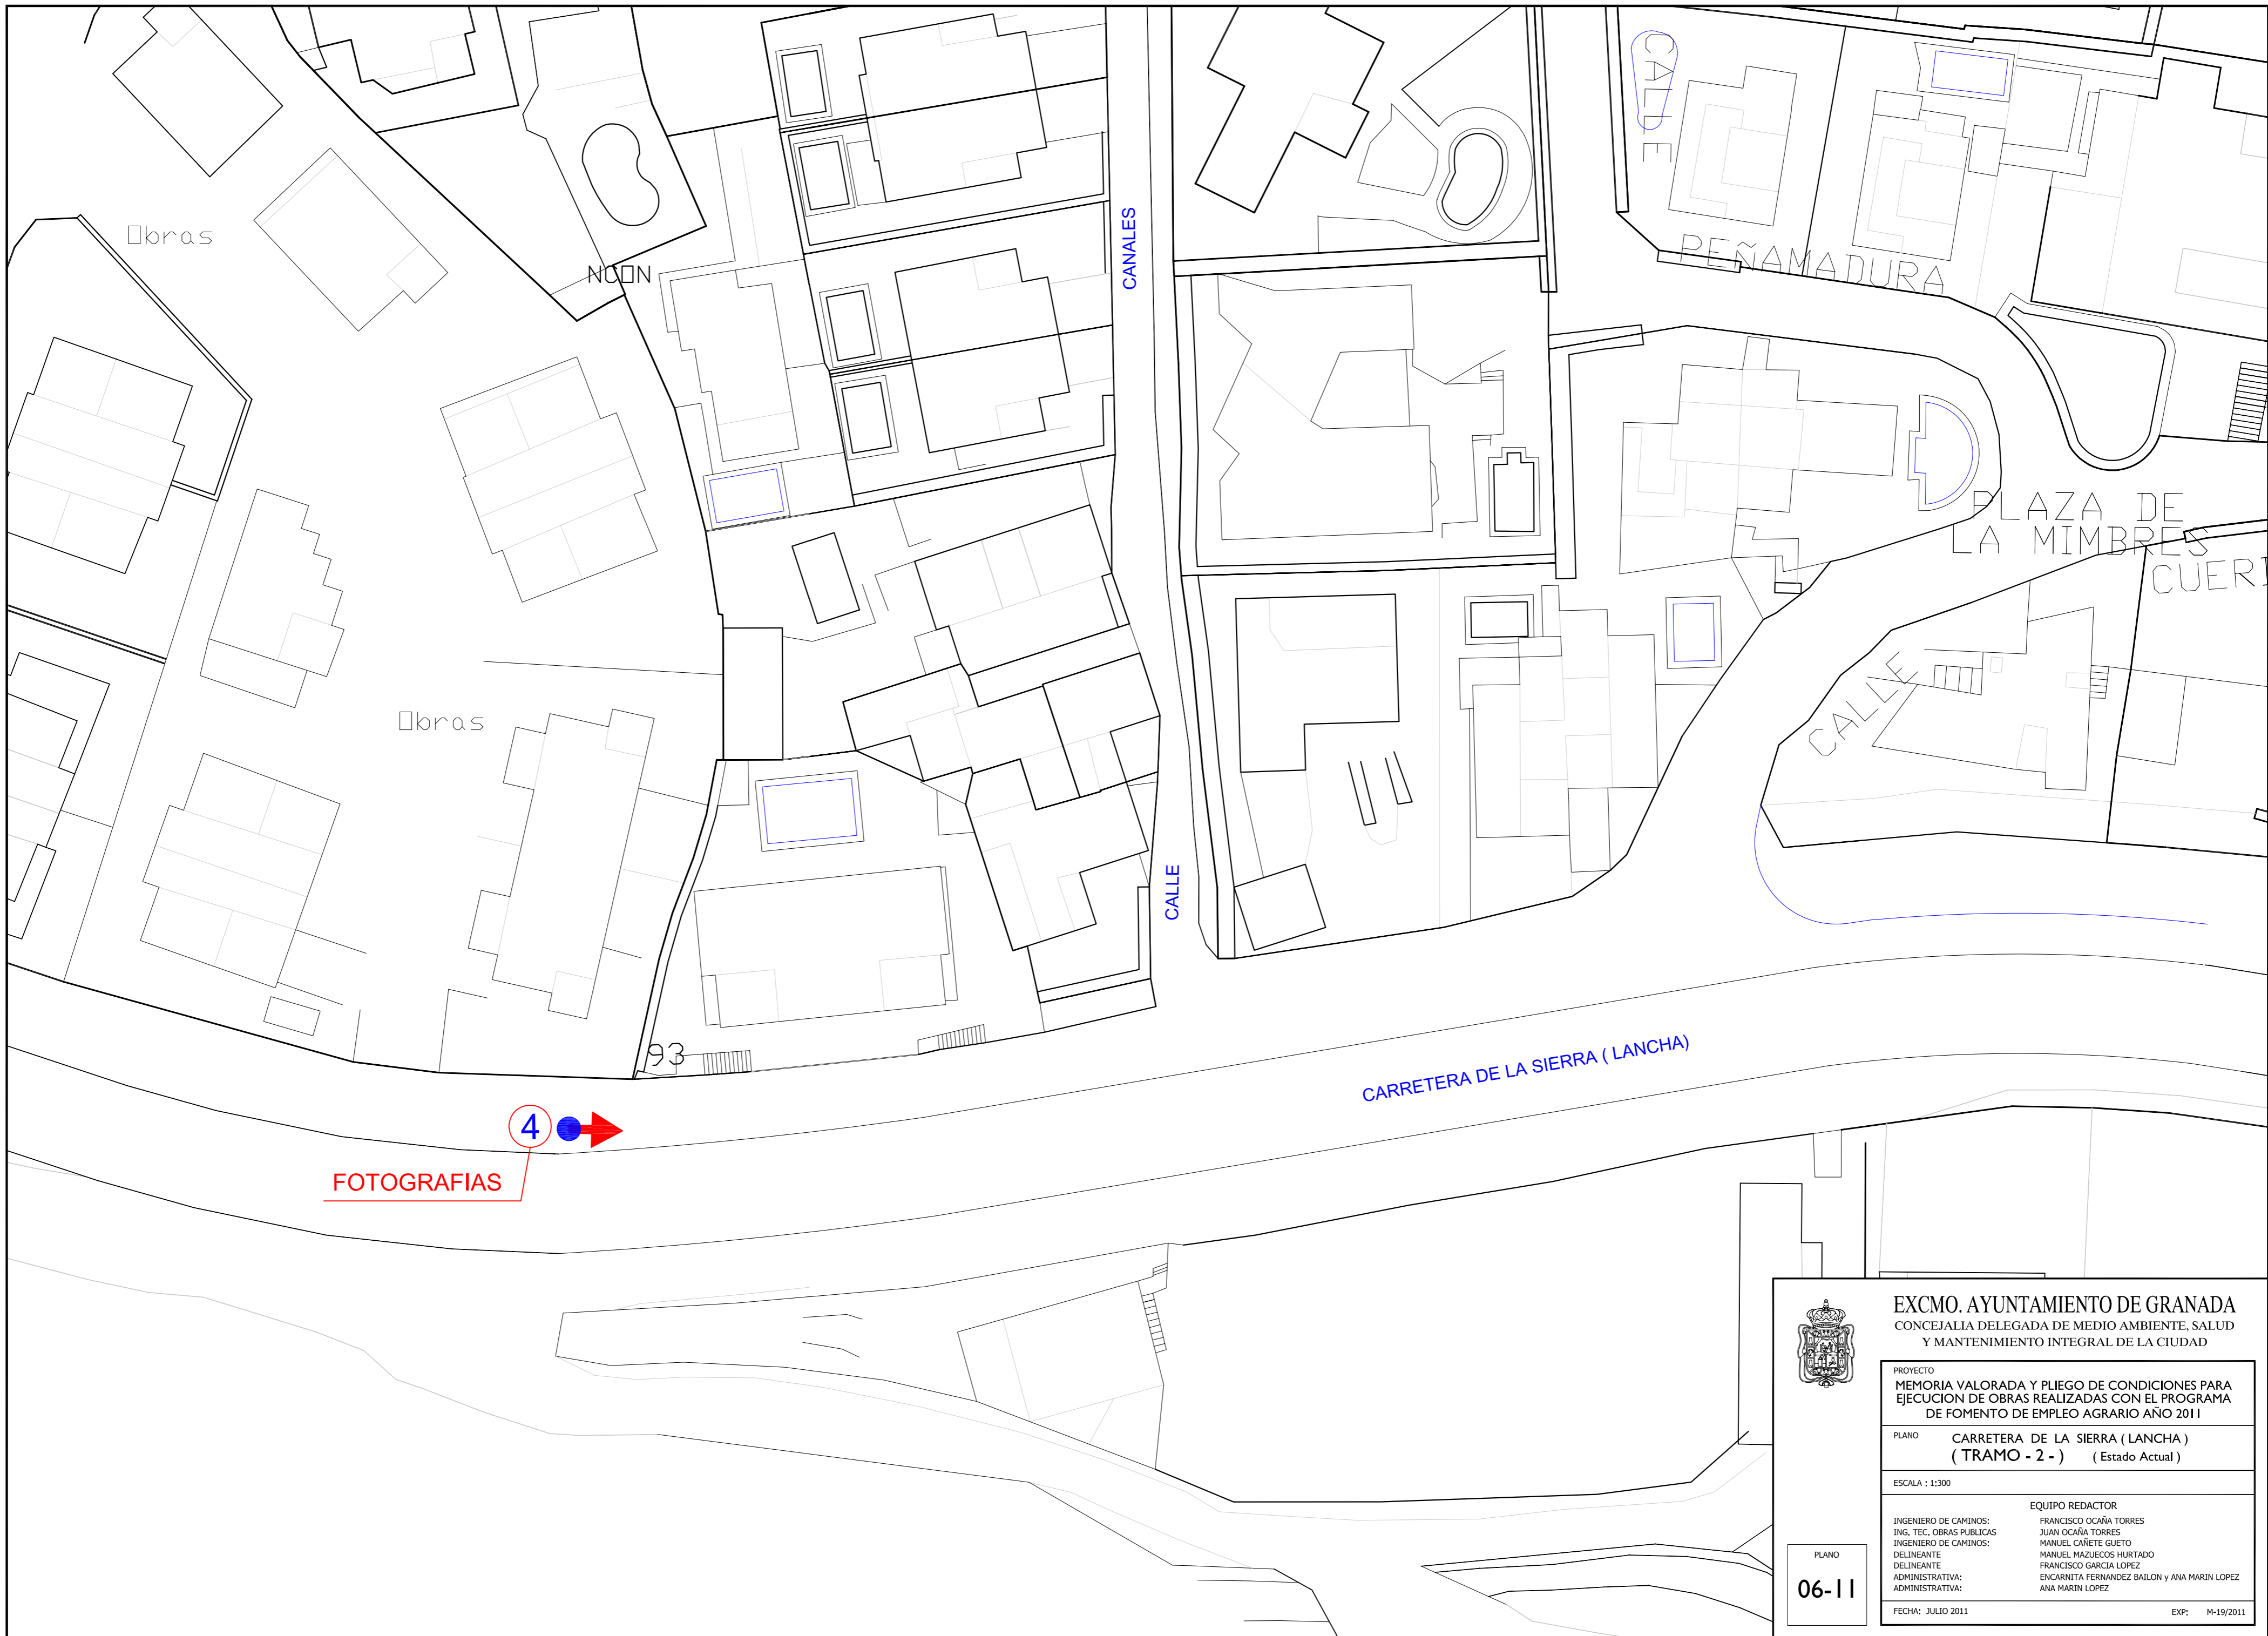 CALLE
PEÑAMADURA
Obras
NCON
CANALES
PLAZA DE
LA MIMBRES
CUERI
CALLE
Obras
CALLE
93
CARRETERA DE LA SIERRA ( LANCHA)
4
FOTOGRAFIAS
EXCMO. AYUNTAMIENTO DE GRANADA
CONCEJALIA DELEGADA DE MEDIO AMBIENTE, SALUD
Y MANTENIMIENTO INTEGRAL DE LA CIUDAD
PROYECTO
MEMORIA VALORADA Y PLIEGO DE CONDICIONES PARA
EJECUCION DE OBRAS REALIZADAS CON EL PROGRAMA
DE FOMENTO DE EMPLEO AGRARIO AÑO 2011
PLANO CARRETERA DE LA SIERRA ( LANCHA )
( TRAMO - 2 - ) ( Estado Actual )
ESCALA : 1:300
EQUIPO REDACTOR
INGENIERO DE CAMINOS: FRANCISCO OCAÑA TORRES
ING. TEC. OBRAS PUBLICAS JUAN OCAÑA TORRES
INGENIERO DE CAMINOS: MANUEL CAÑETE GUETO
DELINEANTE MANUEL MAZUECOS HURTADO
DELINEANTE FRANCISCO GARCIA LOPEZ
ADMINISTRATIVA: ENCARNITA FERNANDEZ BAILON y ANA MARIN LOPEZ
ADMINISTRATIVA: ANA MARIN LOPEZ
FECHA: JULIO 2011 EXP: M-19/2011
PLANO
06-11